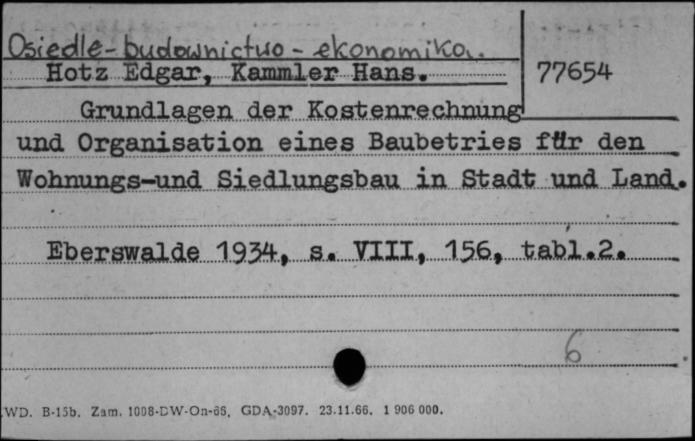 Osiedle - budownictwo - ekonomika.
Hotz Edgar, Kammler Hans.
77654
Grundlagen der Kostenrechnung
und Organisation eines Baubetries für den
Wohnungs-und Siedlungsbau in Stadt und Land.
Eberswalde 1934, s. VIII, 156, tabl.2.
6
WD. B-15b. Zam. 1008-DW-On-66, GDA-3097. 23.11.66. 1 906 000.